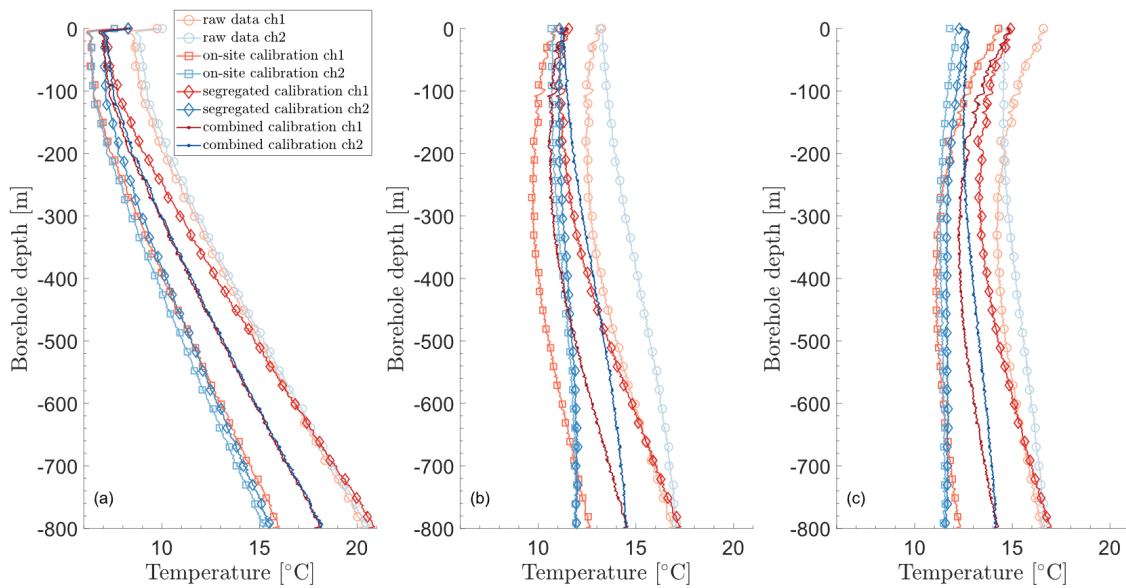 raw data ch1
raw data ch2
on-site calibration ch1
on-site calibration ch2
segregated calibration ch1
segregated calibration ch2
combined calibration ch1
combined calibration ch2
0
-100
-200
-300
-400
-500
-600
-700
-800
Borehole depth [m]
(a)
10
15
20
Temperature [°C]
0
-100
-200
-300
-400
-500
-600
-700
-800
Borehole depth [m]
(b)
10
15
20
Temperature [°C]
0
-100
-200
-300
-400
-500
-600
-700
-800
Borehole depth [m]
(c)
10
15
20
Temperature [°C]